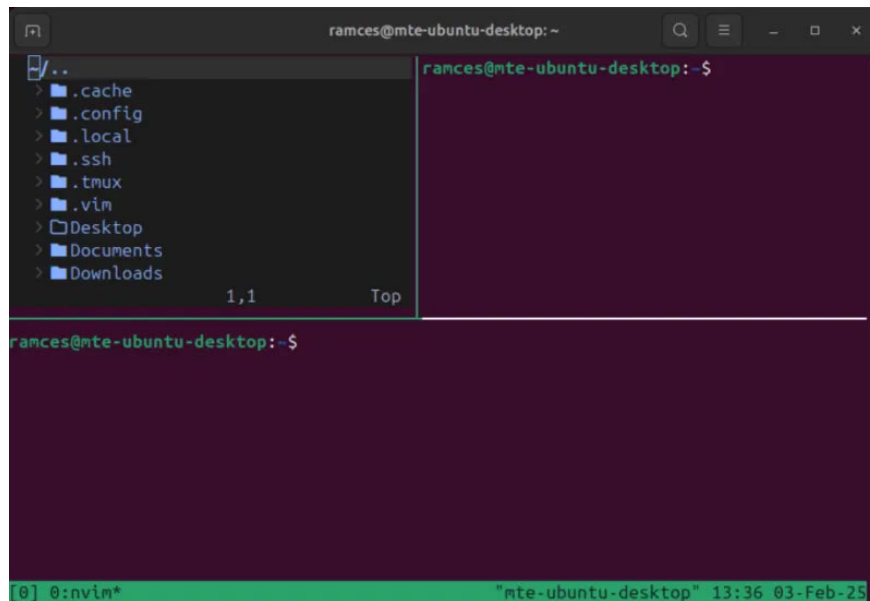 ramces@mte-ubuntu-desktop: ~
~/..
> .cache
> .config
> .local
> .ssh
> .tmux
> .vim
> Desktop
> Documents
> Downloads
1,1 Top
ramces@mte-ubuntu-desktop:~$
ramces@mte-ubuntu-desktop:~$
[0] 0:nvim* "mte-ubuntu-desktop" 13:36 03-Feb-25